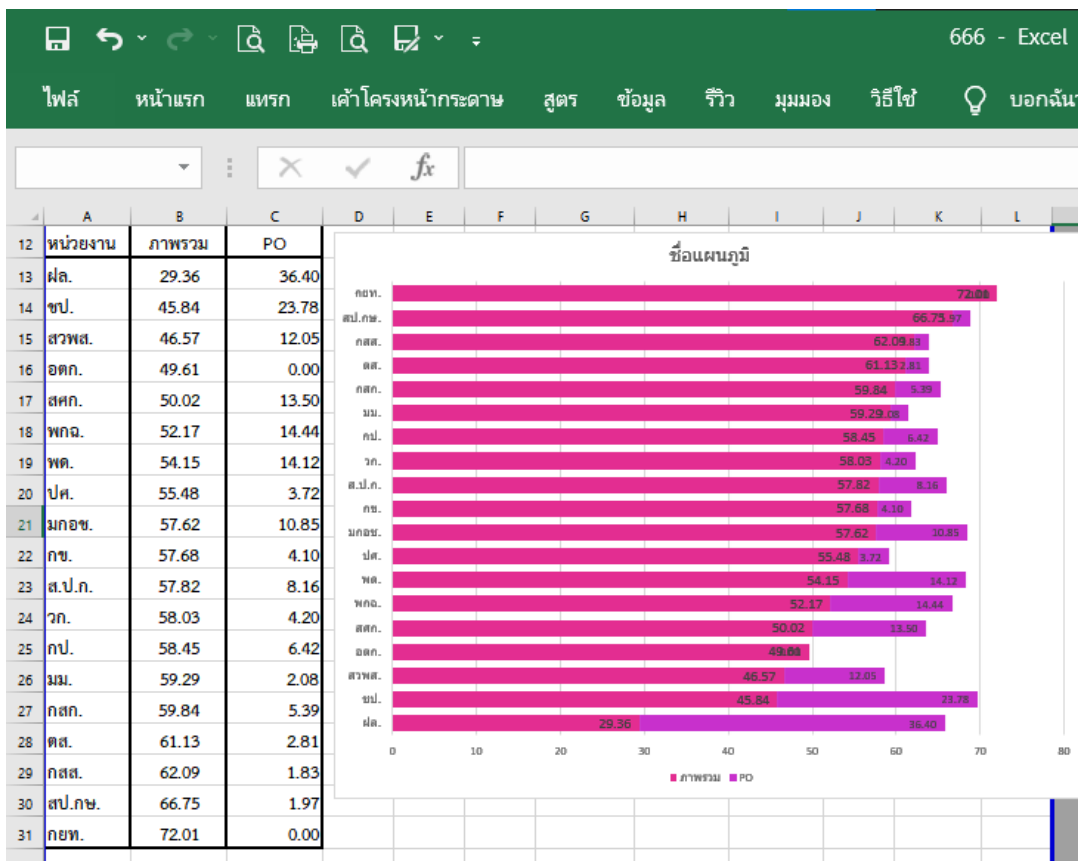 666 - Excel
ไฟล์ หน้าแรก แทรก เค้าโครงหน้ากระดาษ สูตร ข้อมูล รีวิว มุมมอง วิธีใช้ บอกฉัน
fx
A B C D E F G H I J K L
12 หน่วยงาน ภาพรวม PO
13 ฝล. 29.36 36.40
14 ชป. 45.84 23.78
15 สวพส. 46.57 12.05
16 อตก. 49.61 0.00
17 สศก. 50.02 13.50
18 พกฉ. 52.17 14.44
19 พด. 54.15 14.12
20 ปศ. 55.48 3.72
21 มกอช. 57.62 10.85
22 กข. 57.68 4.10
23 ส.ป.ก. 57.82 8.16
24 วก. 58.03 4.20
25 กป. 58.45 6.42
26 มม. 59.29 2.08
27 กสก. 59.84 5.39
28 ตส. 61.13 2.81
29 กสส. 62.09 1.83
30 สป.กษ. 66.75 1.97
31 กยท. 72.01 0.00
ชื่อแผนภูมิ
กยท. 72.01
สป.กษ. 66.75 1.97
กสส. 62.09 1.83
ตส. 61.13 2.81
กสก. 59.84 5.39
มม. 59.29 2.08
กป. 58.45 6.42
วก. 58.03 4.20
ส.ป.ก. 57.82 8.16
กข. 57.68 4.10
มกอช. 57.62 10.85
ปศ. 55.48 3.72
พด. 54.15 14.12
พกฉ. 52.17 14.44
สศก. 50.02 13.50
อตก. 49.61
สวพส. 46.57 12.05
ชป. 45.84 23.78
ฝล. 29.36 36.40
0 10 20 30 40 50 60 70 80
ภาพรวม PO